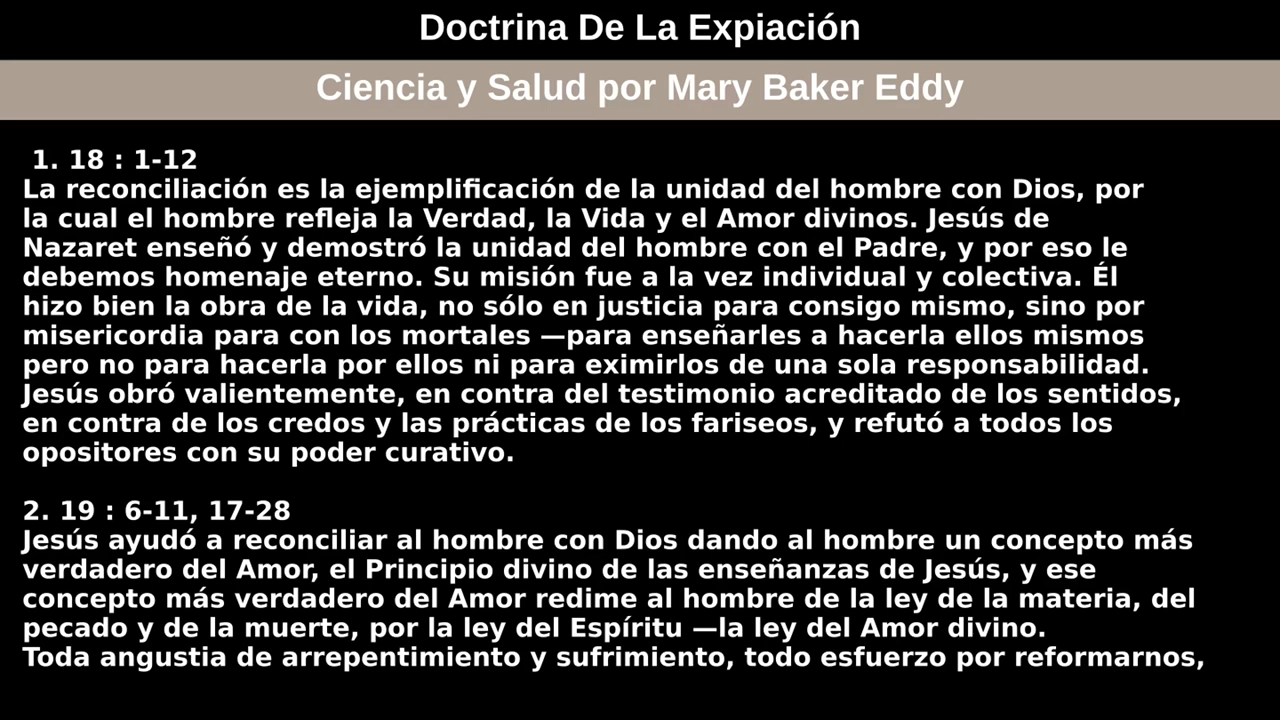 Doctrina De La Expiación
Ciencia y Salud por Mary Baker Eddy
1. 18 : 1-12
La reconciliación es la ejemplificación de la unidad del hombre con Dios, por
la cual el hombre refleja la Verdad, la Vida y el Amor divinos. Jesús de
Nazaret enseñó y demostró la unidad del hombre con el Padre, y por eso le
debemos homenaje eterno. Su misión fue a la vez individual y colectiva. Él
hizo bien la obra de la vida, no sólo en justicia para consigo mismo, sino por
misericordia para con los mortales —para enseñarles a hacerla ellos mismos
pero no para hacerla por ellos ni para eximirlos de una sola responsabilidad.
Jesús obró valientemente, en contra del testimonio acreditado de los sentidos,
en contra de los credos y las prácticas de los fariseos, y refutó a todos los
opositores con su poder curativo.
2. 19 : 6-11, 17-28
Jesús ayudó a reconciliar al hombre con Dios dando al hombre un concepto más
verdadero del Amor, el Principio divino de las enseñanzas de Jesús, y ese
concepto más verdadero del Amor redime al hombre de la ley de la materia, del
pecado y de la muerte, por la ley del Espíritu —la ley del Amor divino.
Toda angustia de arrepentimiento y sufrimiento, todo esfuerzo por reformarnos,